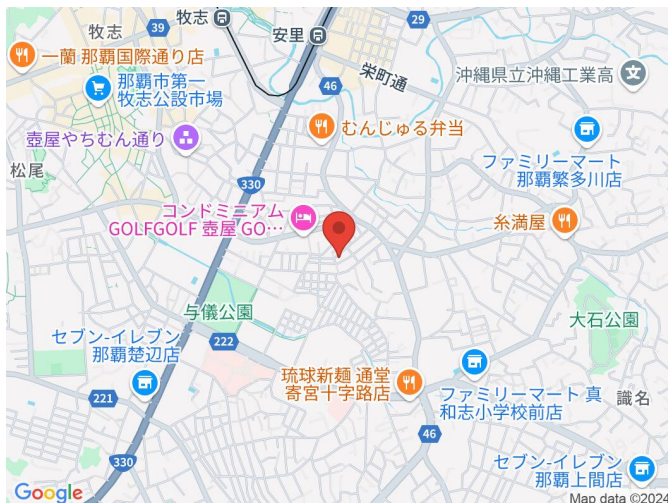 牧志
牧志
安里
29
39
一蘭 那覇国際通り店
46
栄町通
沖縄県立沖縄工業高
那覇市第一
牧志公設市場
むんじゅる弁当
壺屋やちむん通り
ファミリーマート
那覇繁多川店
松尾
330
コンドミニアム
GOLFGOLF 壺屋 GO…
糸満屋
与儀公園
大石公園
セブン-イレブン
那覇楚辺店
222
琉球新麺 通堂
寄宮十字路店
ファミリーマート 真
和志小学校前店
識名
221
46
330
セブン-イレブン
那覇上間店
Google
Map data ©2024